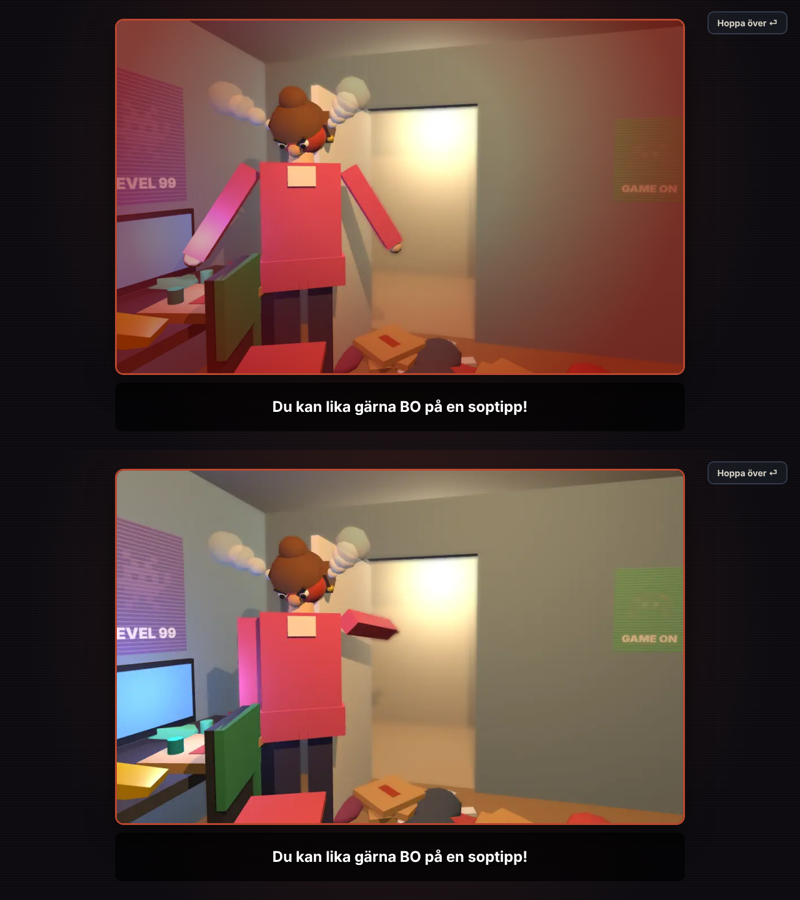 Hoppa över ⏎
EVEL 99
GAME ON
Du kan lika gärna BO på en soptipp!
Hoppa över ⏎
EVEL 99
GAME ON
Du kan lika gärna BO på en soptipp!